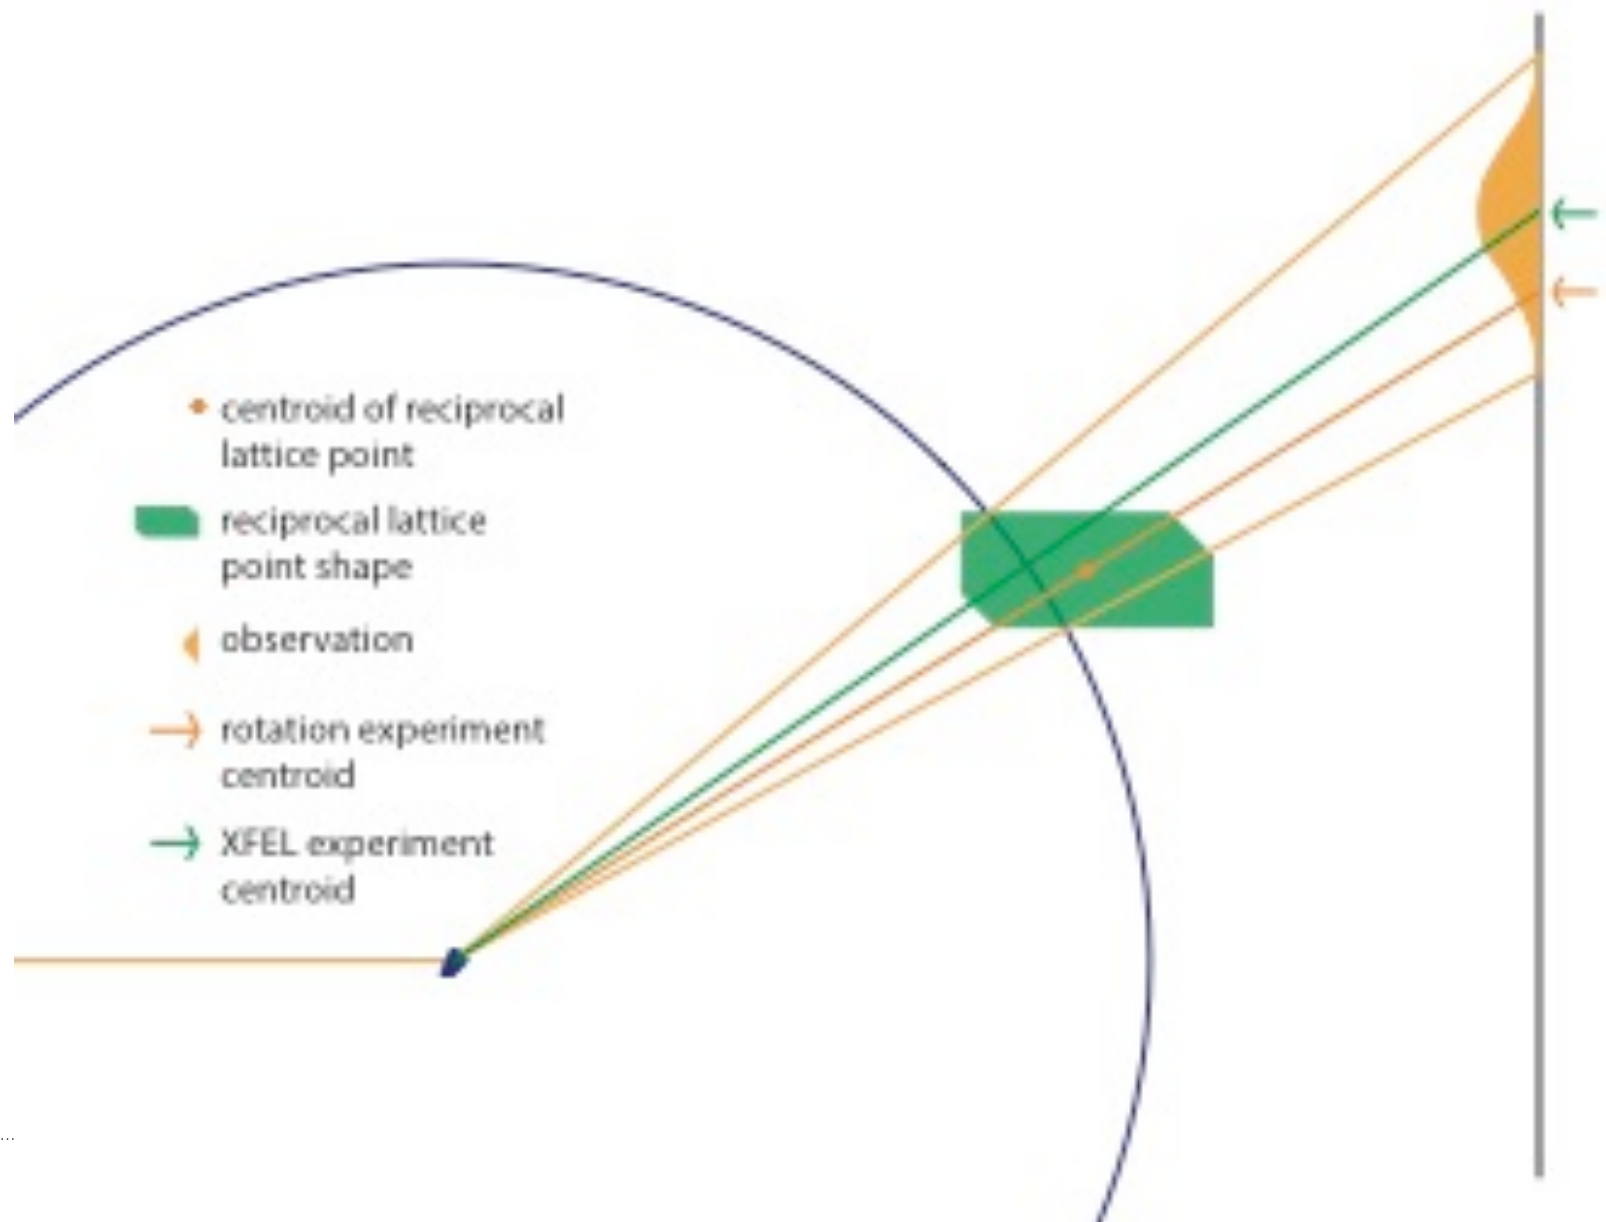 centroid of reciprocal
lattice point
reciprocal lattice
point shape
observation
rotation experiment
centroid
XFEL experiment
centroid
...